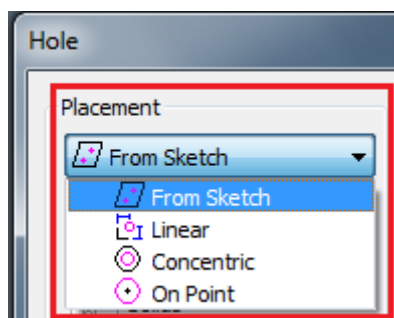 Hole
Placement
From Sketch
From Sketch
Linear
Concentric
On Point